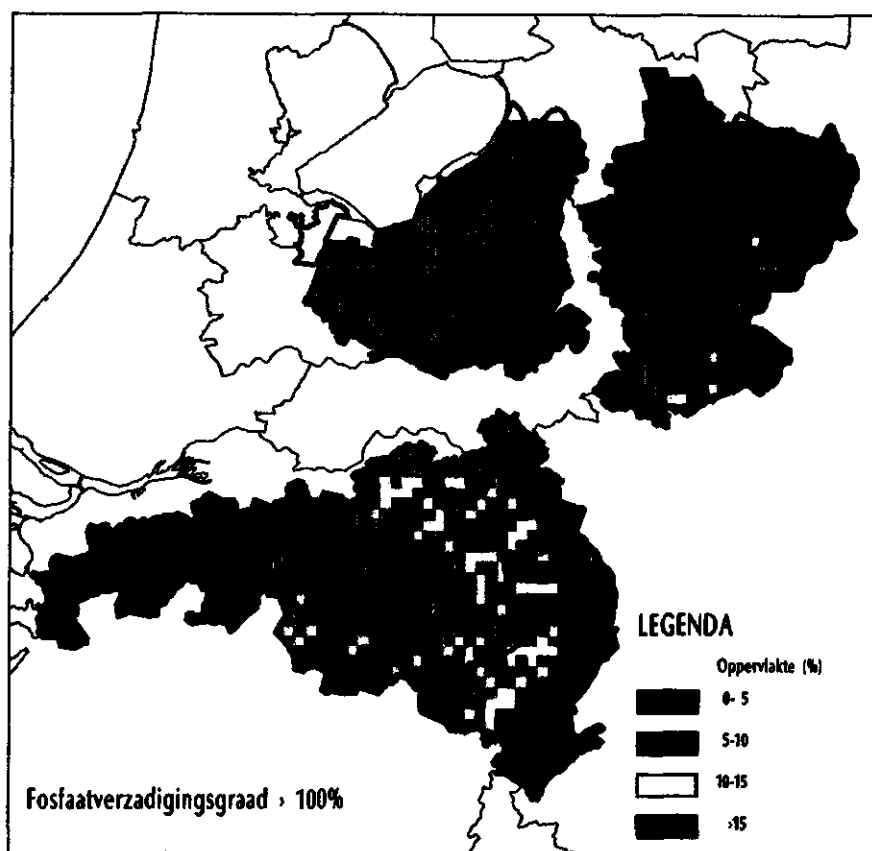 LEGENDA
Oppervlakte (%)
0- 5
5-10
10-15
>15
Fosfaatverzadigingsgraad > 100%